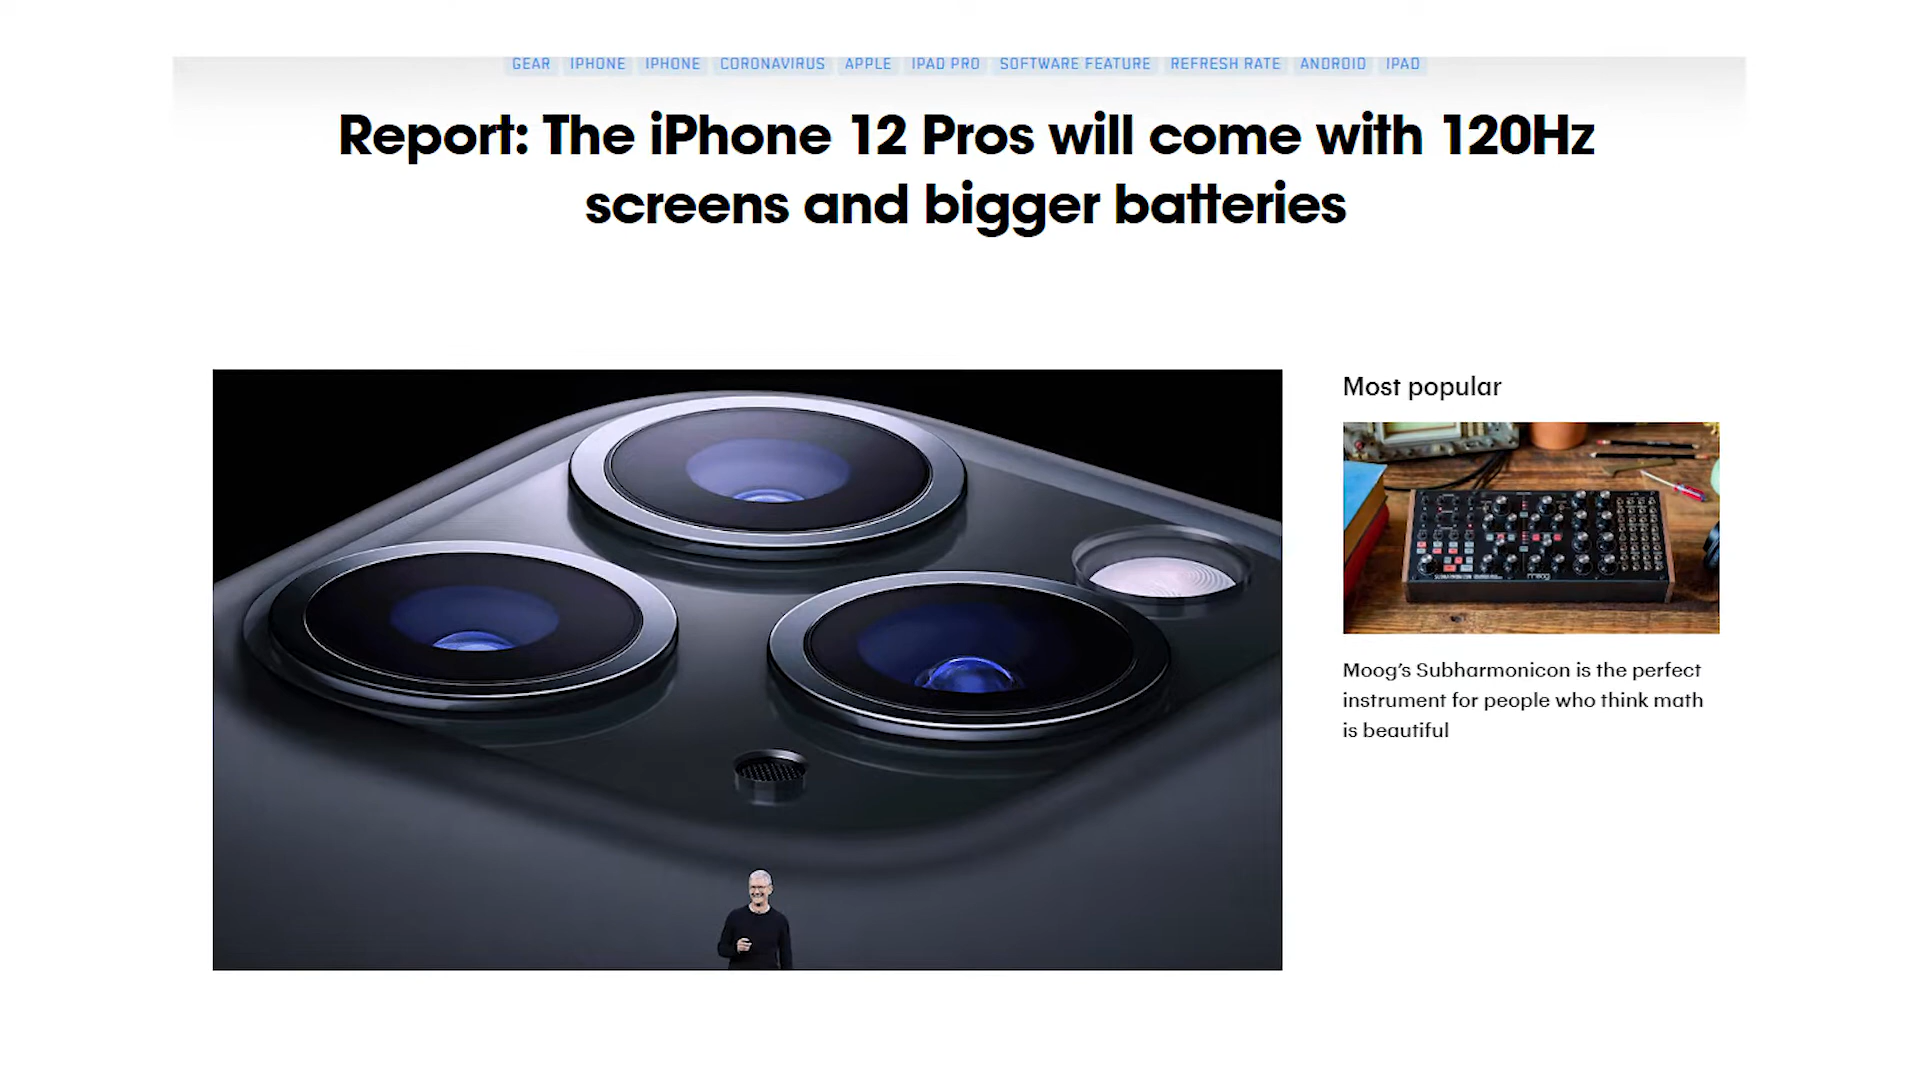 GEAR IPHONE IPHONE CORONAVIRUS APPLE IPAD PRO SOFTWARE FEATURE REFRESH RATE ANDROID IPAD
Report: The iPhone 12 Pros will come with 120Hz
screens and bigger batteries
Most popular
moog
Moog's Subharmonicon is the perfect
instrument for people who think math
is beautiful